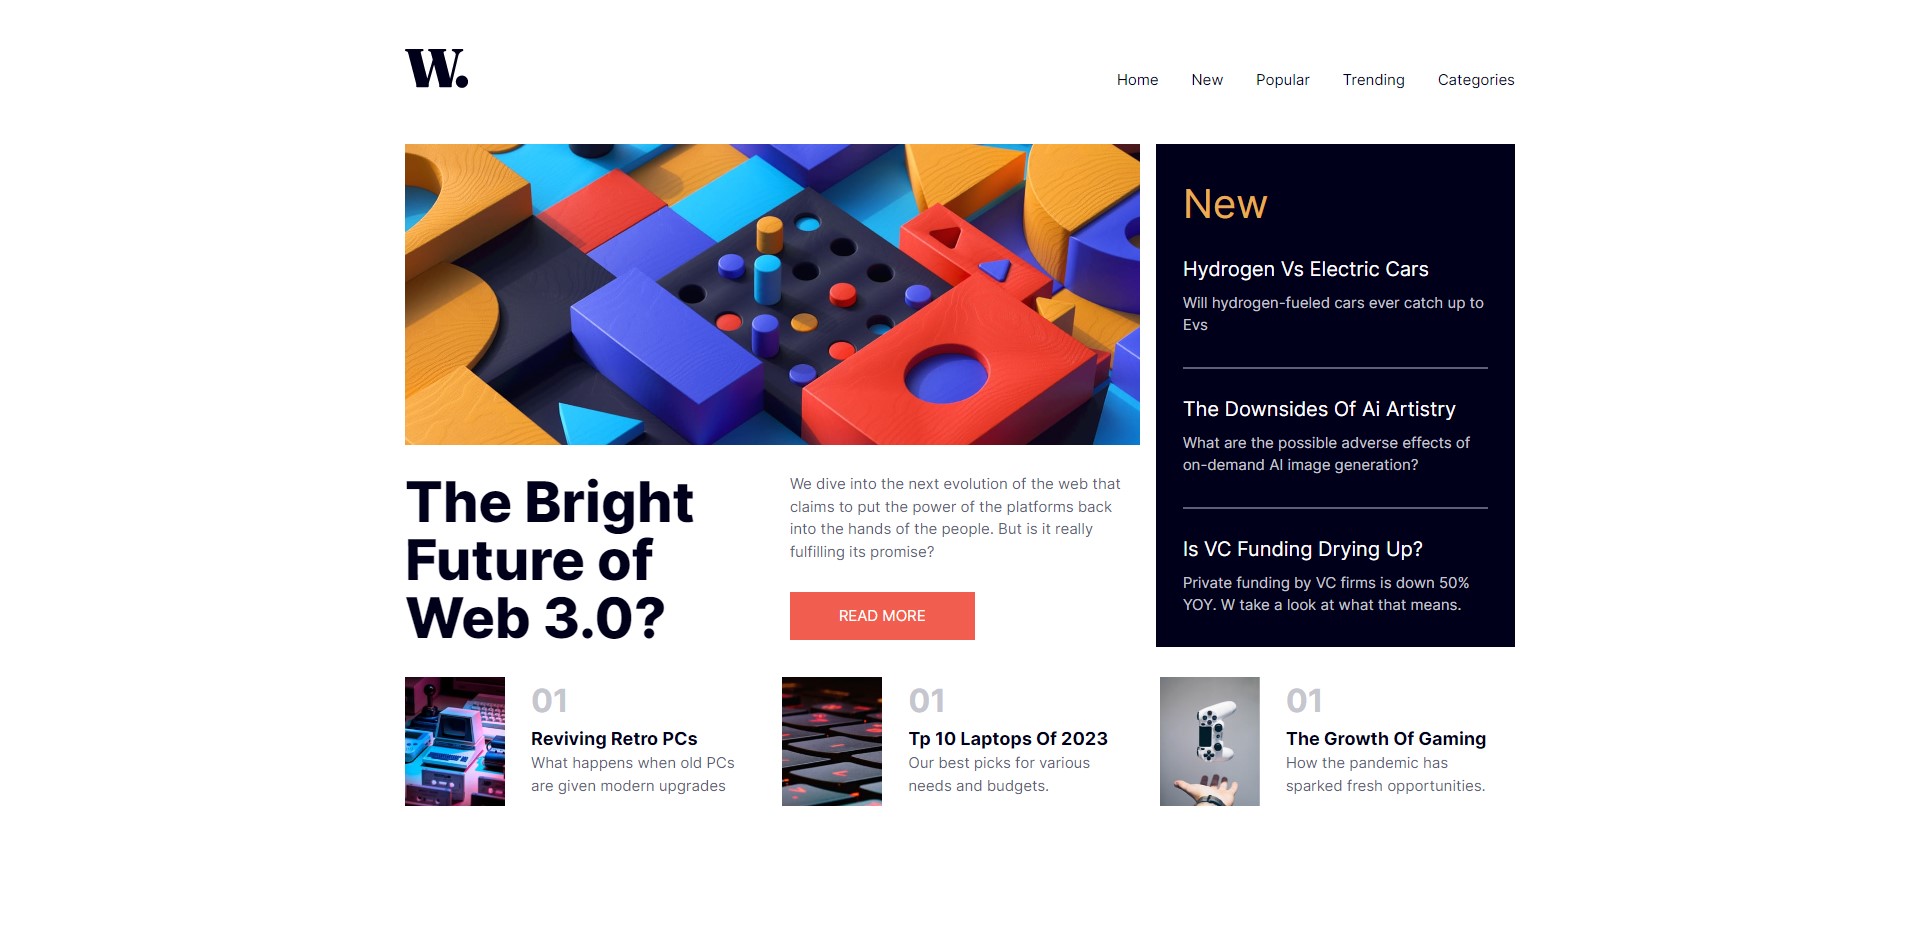 W.
Home New Popular Trending Categories
New
Hydrogen Vs Electric Cars
Will hydrogen-fueled cars ever catch up to
Evs
The Downsides Of Ai Artistry
What are the possible adverse effects of
on-demand AI image generation?
Is VC Funding Drying Up?
Private funding by VC firms is down 50%
YOY. W take a look at what that means.
The Bright
Future of
Web 3.0?
We dive into the next evolution of the web that
claims to put the power of the platforms back
into the hands of the people. But is it really
fulfilling its promise?
READ MORE
01
Reviving Retro PCs
What happens when old PCs
are given modern upgrades
01
Tp 10 Laptops Of 2023
Our best picks for various
needs and budgets.
01
The Growth Of Gaming
How the pandemic has
sparked fresh opportunities.